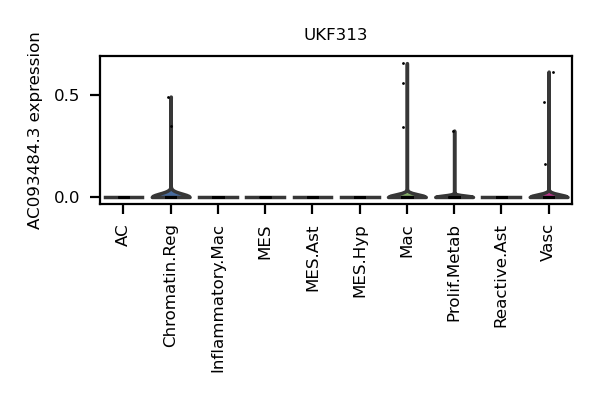 UKF313
AC093484.3 expression
0.5
0.0
AC
Chromatin.Reg
Inflammatory.Mac
MES
MES.Ast
MES.Hyp
Mac
Prolif.Metab
Reactive.Ast
Vasc